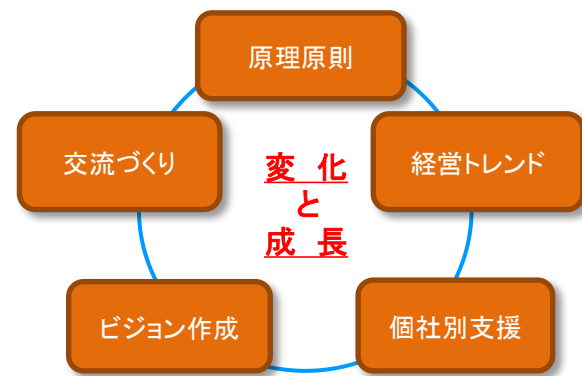 原理原則
交流づくり
経営トレンド
変 化
と
成 長
ビジョン作成
個社別支援